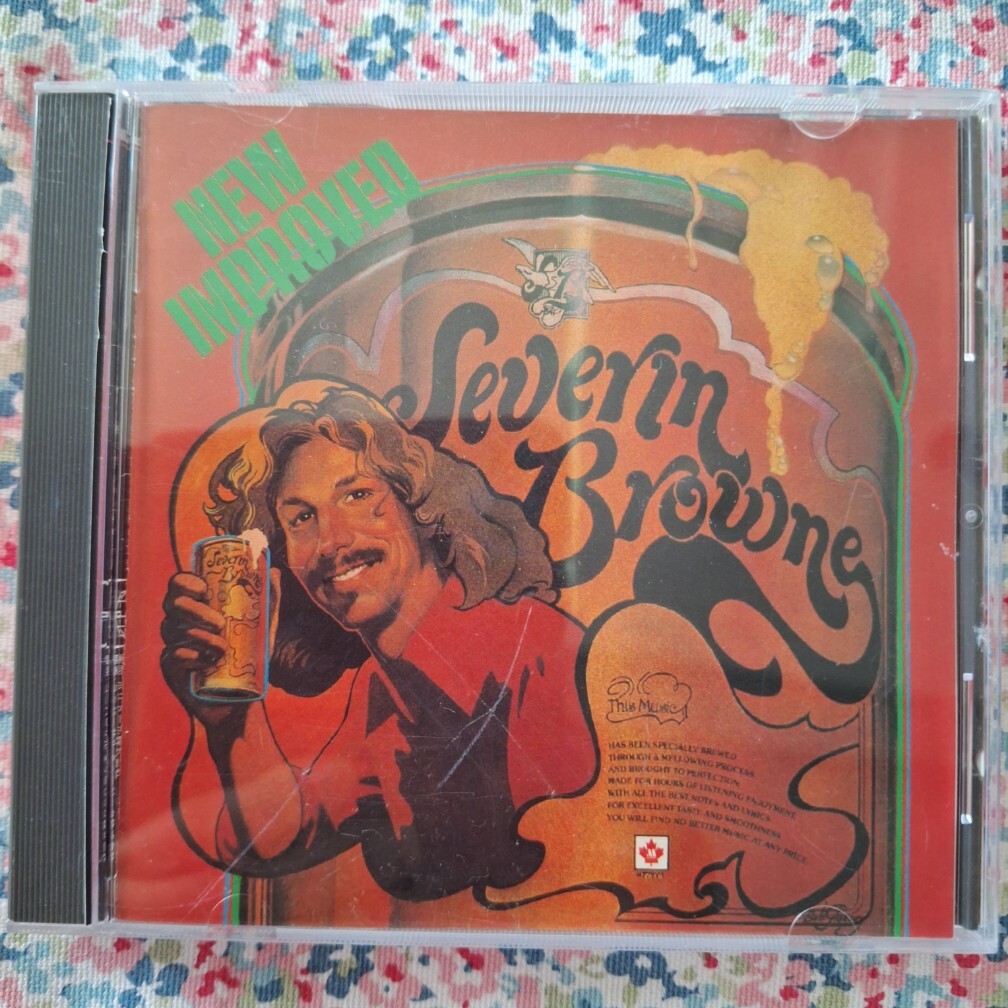 NEW
IMPROVED
Severin
Browne
Severin
Browne
This Music
HAS BEEN SPECIALLY BREWED
THROUGH A MELLOWING PROCESS
AND BROUGHT TO PERFECTION.
MADE FOR HOURS OF LISTENING ENJOYMENT
WITH ALL THE BEST NOTES AND LYRICS
FOR EXCELLENT TASTE AND SMOOTHNESS.
YOU WILL FIND NO BETTER MUSIC AT ANY PRICE.
M